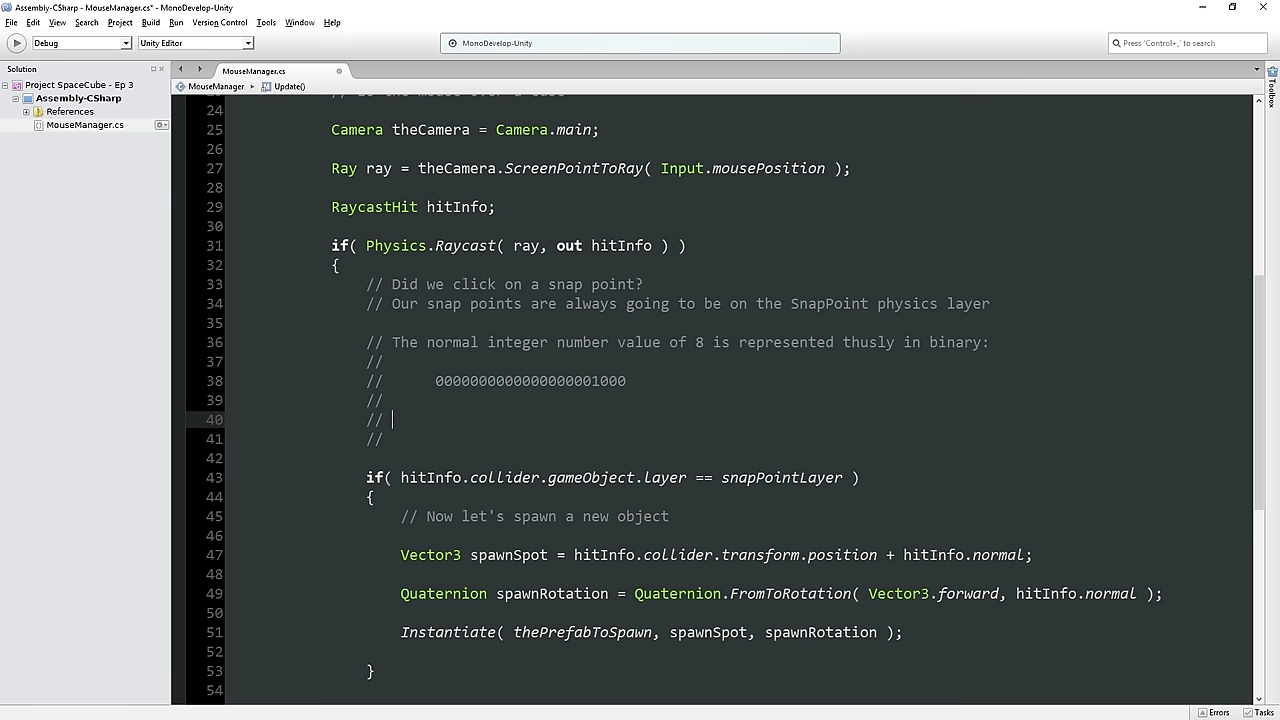 Assembly-CSharp - MouseManager.cs* - MonoDevelop-Unity
File Edit View Search Project Build Run Version Control Tools Window Help
Debug Unity Editor MonoDevelop-Unity Press 'Control+,' to search
Solution MouseManager.cs
Project SpaceCube - Ep 3 MouseManager Update()
Assembly-CSharp
References
MouseManager.cs
Toolbox
24
25 Camera theCamera = Camera.main;
26
27 Ray ray = theCamera.ScreenPointToRay( Input.mousePosition );
28
29 RaycastHit hitInfo;
30
31 if( Physics.Raycast( ray, out hitInfo ) )
32 {
33 // Did we click on a snap point?
34 // Our snap points are always going to be on the SnapPoint physics layer
35
36 // The normal integer number value of 8 is represented thusly in binary:
37 //
38 // 0000000000000000001000
39 //
40 //
41 //
42
43 if( hitInfo.collider.gameObject.layer == snapPointLayer )
44 {
45 // Now let's spawn a new object
46
47 Vector3 spawnSpot = hitInfo.collider.transform.position + hitInfo.normal;
48
49 Quaternion spawnRotation = Quaternion.FromToRotation( Vector3.forward, hitInfo.normal );
50
51 Instantiate( thePrefabToSpawn, spawnSpot, spawnRotation );
52
53 }
54
Errors Tasks